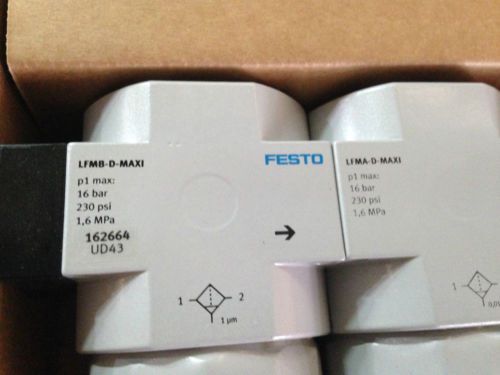 LFMB-D-MAXI
p1 max:
16 bar
230 psi
1,6 MPa
162664
UD43
FESTO
1
2
1 µm
LFMA-D-MAXI
p1 max:
16 bar
230 psi
1,6 MPa
1